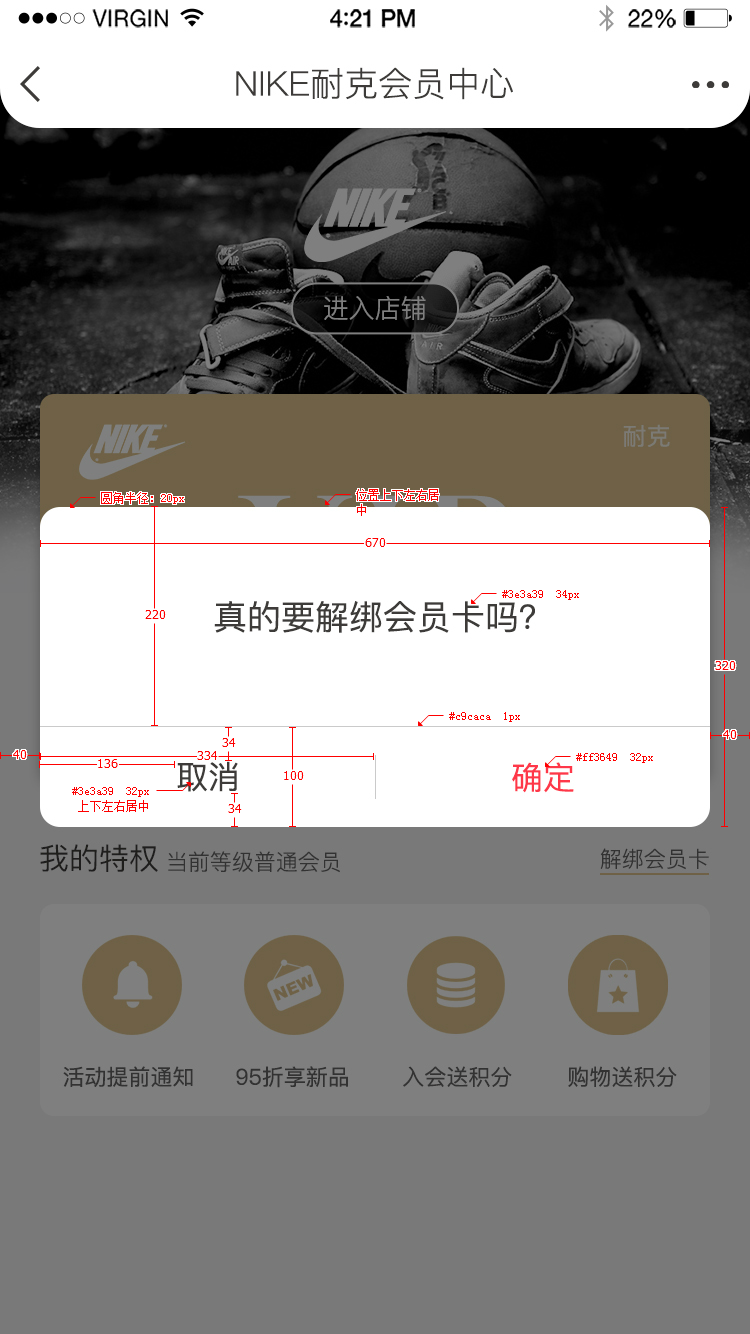 VIRGIN 4:21 PM 22%
NIKE耐克会员中心
NIKE
进入店铺
AIR
NIKE
耐克
圆角半径: 20px
位置上下左右居
中
670
#3e3a39 34px
220
真的要解绑会员卡吗?
320
#c9caca 1px
40
40
34
334
136
100
#ff3649 32px
取消
确定
#3e3a39 32px
上下左右居中
34
我的特权 当前等级普通会员
解绑会员卡
NEW
活动提前通知 95折享新品 入会送积分 购物送积分